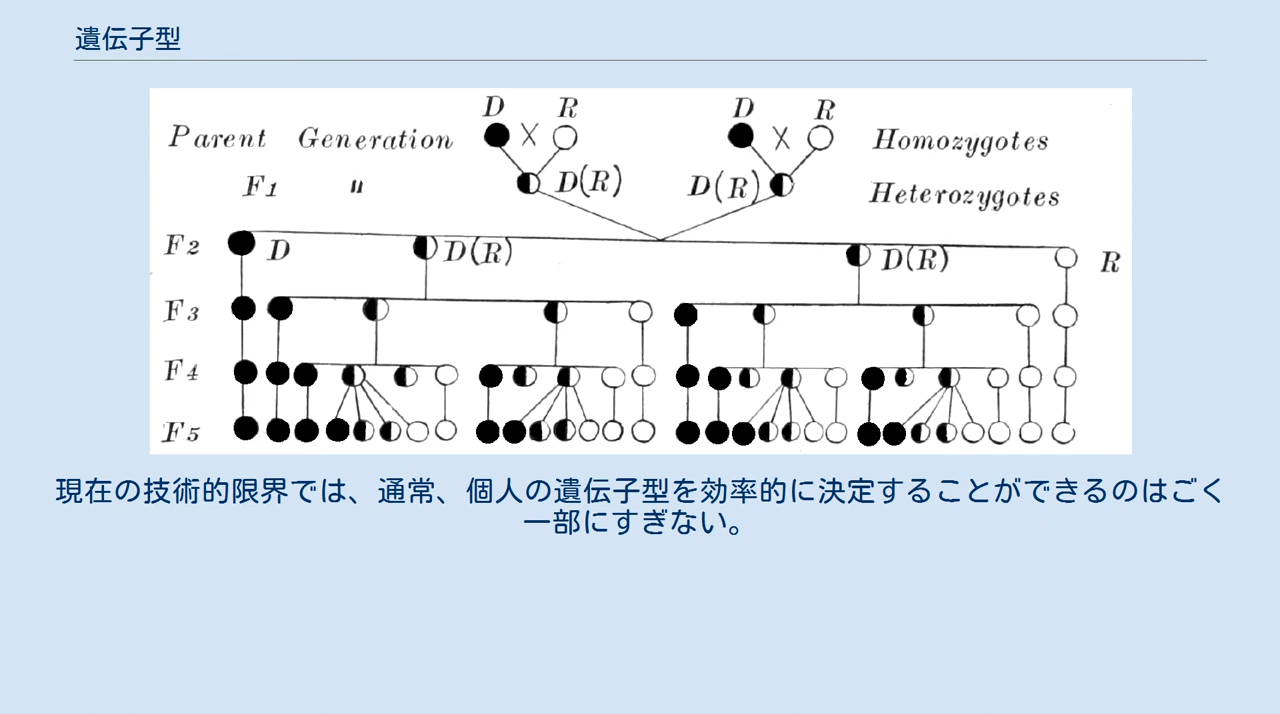 遺伝子型
D R D R
Parent Generation X X Homozygotes
F1 " D(R) D(R) Heterozygotes
F2 D D(R) D(R) R
F3
F4
F5
現在の技術的限界では、通常、個人の遺伝子型を効率的に決定することができるのはごく
一部にすぎない。